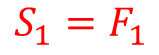 S₁ = F₁